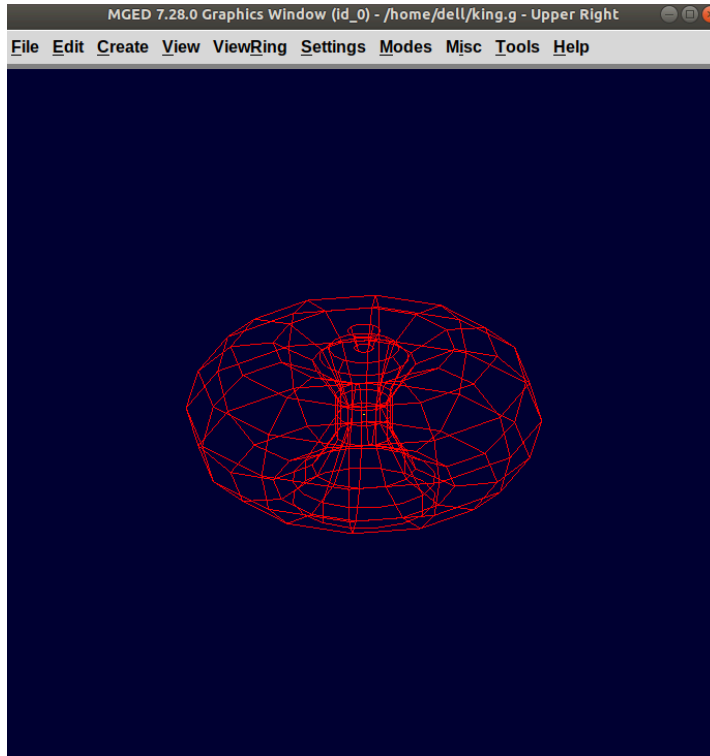 MGED 7.28.0 Graphics Window (id_0) - /home/dell/king.g - Upper Right
File Edit Create View ViewRing Settings Modes Misc Tools Help